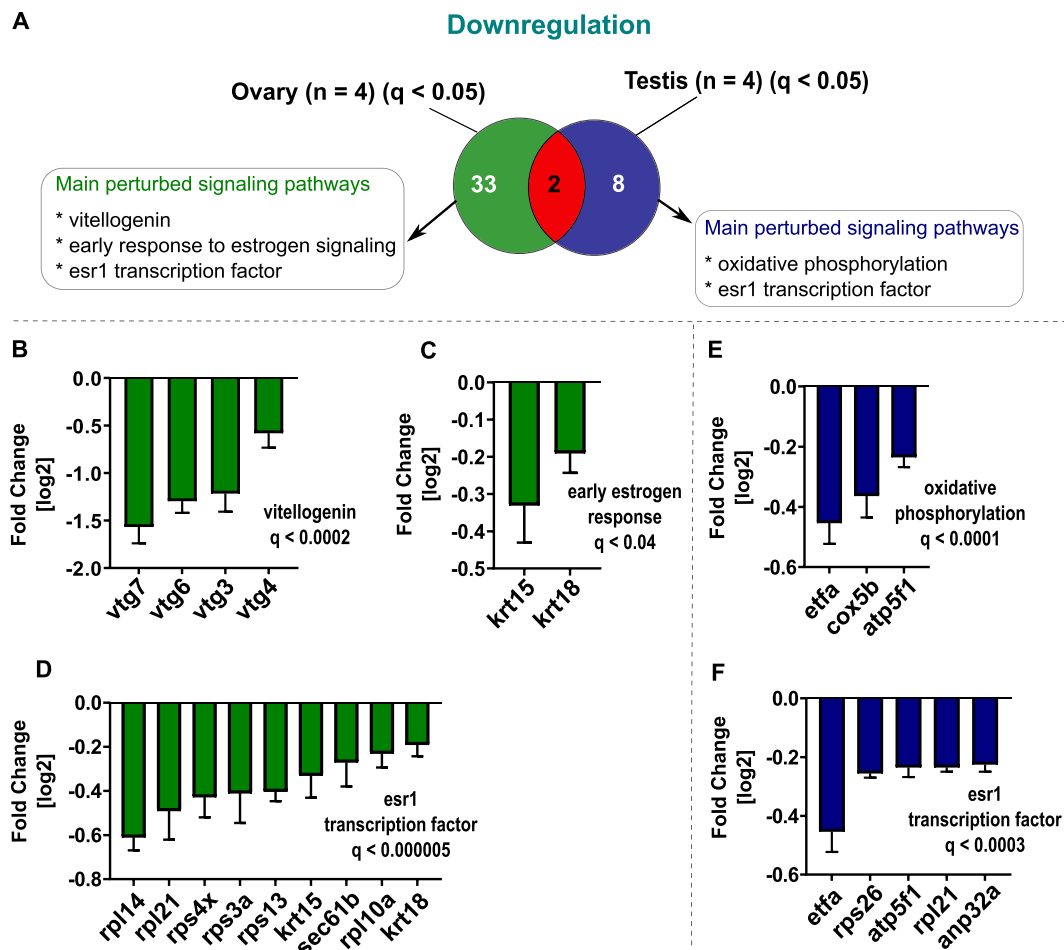 A
Downregulation
Ovary (n = 4) (q < 0.05)
Testis (n = 4) (q < 0.05)
33
2
8
Main perturbed signaling pathways
* vitellogenin
* early response to estrogen signaling
* esr1 transcription factor
Main perturbed signaling pathways
* oxidative phosphorylation
* esr1 transcription factor
B
Fold Change
[log2]
0.0
-0.5
-1.0
-1.5
-2.0
vitellogenin
q < 0.0002
vtg7
vtg6
vtg3
vtg4
C
Fold Change
[log2]
0.0
-0.1
-0.2
-0.3
-0.4
-0.5
early estrogen
response
q < 0.04
krt15
krt18
E
Fold Change
[log2]
0.0
-0.2
-0.4
-0.6
oxidative
phosphorylation
q < 0.0001
etfa
cox5b
atp5f1
D
Fold Change
[log2]
0.0
-0.2
-0.4
-0.6
-0.8
esr1
transcription factor
q < 0.000005
rpl14
rpl21
rps4x
rps3a
rps13
krt15
sec61b
rpl10a
krt18
F
Fold Change
[log2]
0.0
-0.2
-0.4
-0.6
esr1
transcription factor
q < 0.0003
etfa
rps26
atp5f1
rpl21
anp32a